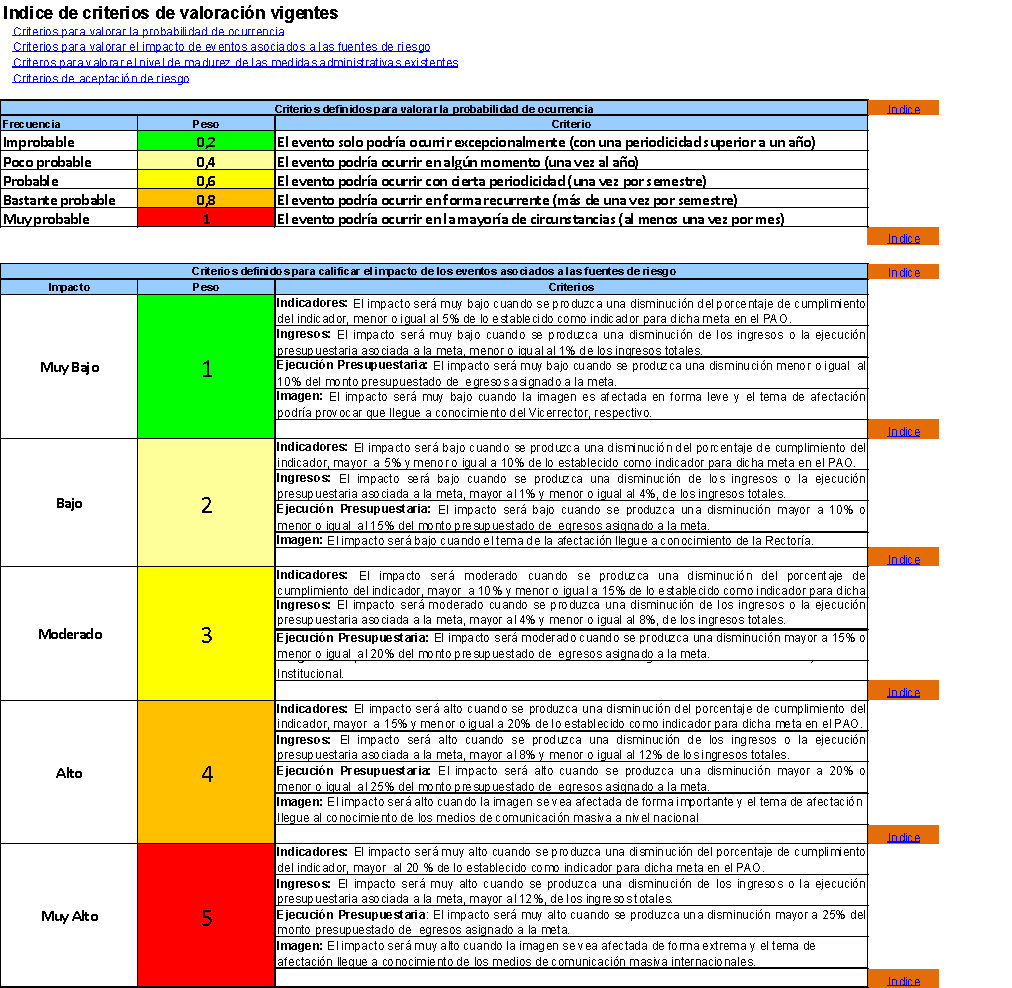 Indice de criterios de valoración vigentes
Criterios para valorar la probabilidad de ocurrencia
Criterios para valorar el impacto de eventos asociados a las fuentes de riesgo
Criteros para valorar el nivel de madurez de las medidas administrativas existentes
Criterios de aceptación de riesgo
Criterios definidos para valorar la probabilidad de ocurrencia Indice
Frecuencia Peso Criterio
Improbable 0,2 El evento solo podría ocurrir excepcionalmente (con una periodicidad superior a un año)
Poco probable 0,4 El evento podría ocurrir en algún momento (una vez al año)
Probable 0,6 El evento podría ocurrir con cierta periodicidad (una vez por semestre)
Bastante probable 0,8 El evento podría ocurrir en forma recurrente (más de una vez por semestre)
Muy probable 1 El evento podría ocurrir en la mayoría de circunstancias (al menos una vez por mes)
Indice
Criterios definidos para calificar el impacto de los eventos asociados a las fuentes de riesgo Indice
Impacto Peso Criterios
Muy Bajo 1
Indicadores: El impacto será muy bajo cuando se produzca una disminución del porcentaje de cumplimiento
del indicador, menor o igual al 5% de lo establecido como indicador para dicha meta en el PAO.
Ingresos: El impacto será muy bajo cuando se produzca una disminución de los ingresos o la ejecución
presupuestaria asociada a la meta, menor o igual al 1% de los ingresos totales.
Ejecución Presupuestaria: El impacto será muy bajo cuando se produzca una disminución menor o igual al
10% del monto presupuestado de egresos asignado a la meta.
Imagen: El impacto será muy bajo cuando la imagen es afectada en forma leve y el tema de afectación
podría provocar que llegue a conocimiento del Vicerrector, respectivo.
Indice
Bajo 2
Indicadores: El impacto será bajo cuando se produzca una disminución del porcentaje de cumplimiento del
indicador, mayor a 5% y menor o igual a 10% de lo establecido como indicador para dicha meta en el PAO.
Ingresos: El impacto será bajo cuando se produzca una disminución de los ingresos o la ejecución
presupuestaria asociada a la meta, mayor al 1% y menor o igual al 4%, de los ingresos totales.
Ejecución Presupuestaria: El impacto será bajo cuando se produzca una disminución mayor a 10% o
menor o igual al 15% del monto presupuestado de egresos asignado a la meta.
Imagen: El impacto será bajo cuando el tema de la afectación llegue a conocimiento de la Rectoría.
Indice
Moderado 3
Indicadores: El impacto será moderado cuando se produzca una disminución del porcentaje de
cumplimiento del indicador, mayor a 10% y menor o igual a 15% de lo establecido como indicador para dicha
Ingresos: El impacto será moderado cuando se produzca una disminución de los ingresos o la ejecución
presupuestaria asociada a la meta, mayor al 4% y menor o igual al 8%, de los ingresos totales.
Ejecución Presupuestaria: El impacto será moderado cuando se produzca una disminución mayor a 15% o
menor o igual al 20% del monto presupuestado de egresos asignado a la meta.
Institucional.
Indice
Alto 4
Indicadores: El impacto será alto cuando se produzca una disminución del porcentaje de cumplimiento del
indicador, mayor a 15% y menor o igual a 20% de lo establecido como indicador para dicha meta en el PAO.
Ingresos: El impacto será alto cuando se produzca una disminución de los ingresos o la ejecución
presupuestaria asociada a la meta, mayor al 8% y menor o igual al 12% de los ingresos totales.
Ejecución Presupuestaria: El impacto será alto cuando se produzca una disminución mayor a 20% o
menor o igual al 25% del monto presupuestado de egresos asignado a la meta.
Imagen: El impacto será alto cuando la imagen se vea afectada de forma importante y el tema de afectación
llegue al conocimiento de los medios de comunicación masiva a nivel nacional
Indice
Muy Alto 5
Indicadores: El impacto será muy alto cuando se produzca una disminución del porcentaje de cumplimiento
del indicador, mayor al 20 % de lo establecido como indicador para dicha meta en el PAO.
Ingresos: El impacto será muy alto cuando se produzca una disminución de los ingresos o la ejecución
presupuestaria asociada a la meta, mayor al 12%, de los ingresos totales.
Ejecución Presupuestaria: El impacto será muy alto cuando se produzca una disminución mayor a 25% del
monto presupuestado de egresos asignado a la meta.
Imagen: El impacto será muy alto cuando la imagen se vea afectada de forma extrema y el tema de
afectación llegue a conocimiento de los medios de comunicación masiva internacionales.
Indice